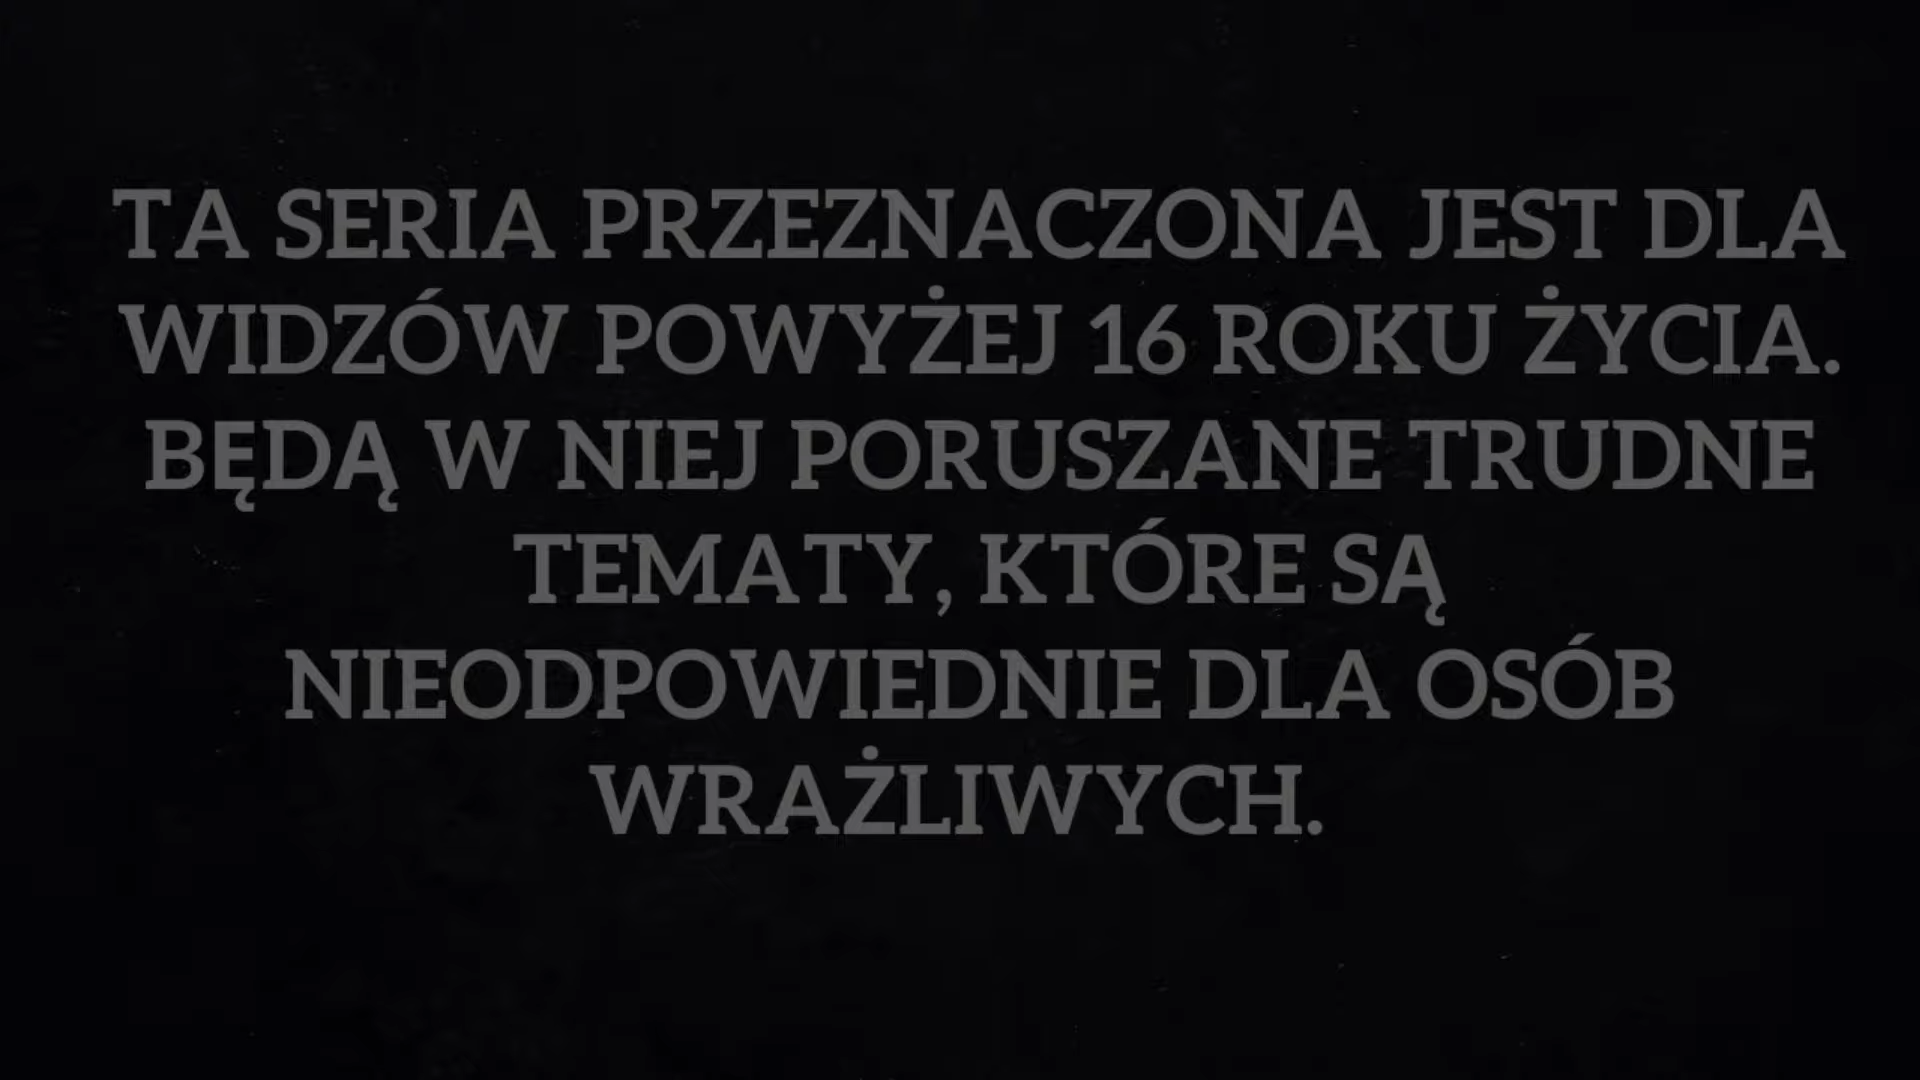 TA SERIA PRZEZNACZONA JEST DLA
WIDZÓW POWYŻEJ 16 ROKU ŻYCIA.
BĘDĄ W NIEJ PORUSZANE TRUDNE
TEMATY, KTÓRE SĄ
NIEODPOWIEDNIE DLA OSÓB
WRAŻLIWYCH.